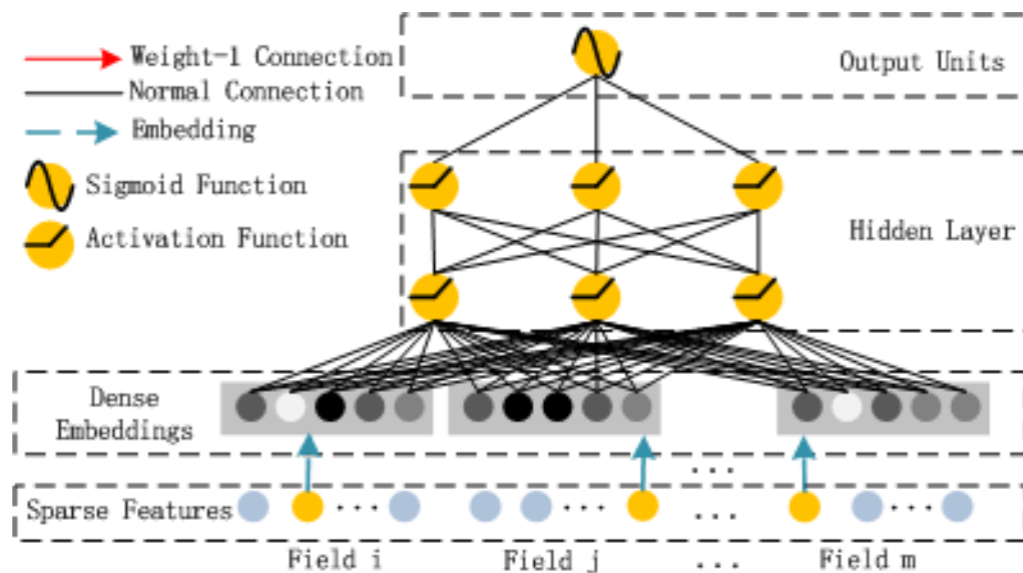 Weight-1 Connection
Normal Connection
Embedding
Sigmoid Function
Activation Function
Output Units
Hidden Layer
Dense
Embeddings
...
Sparse Features
... ... ... ...
Field i Field j ... Field m